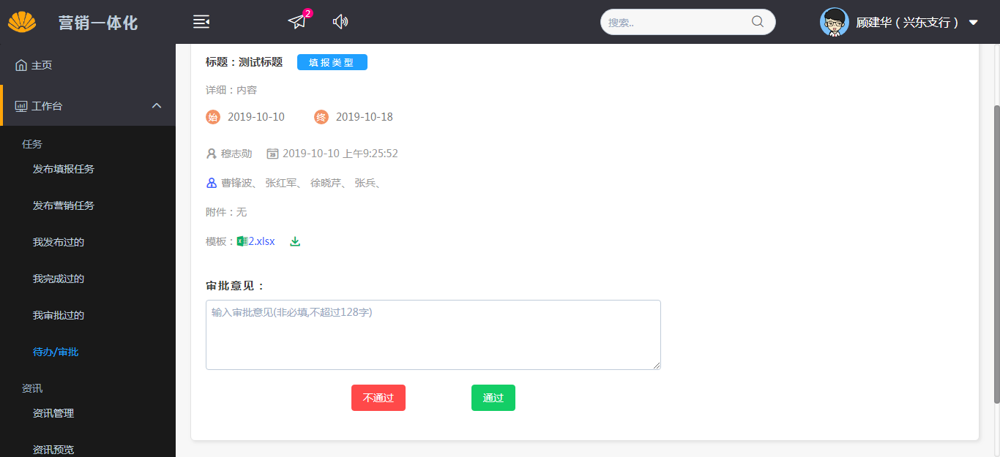 营销一体化
2
搜索..
顾建华（兴东支行）
主页
工作台
任务
发布填报任务
发布营销任务
我发布过的
我完成过的
我审批过的
待办/审批
资讯
资讯管理
资讯预览
标题：测试标题 填报类型
详细：内容
始 2019-10-10 终 2019-10-18
穆志勋 2019-10-10 上午9:25:52
曹锋波、 张红军、 徐晓芹、 张兵、
附件：无
模板：2.xlsx
审批意见：
输入审批意见(非必填,不超过128字)
不通过 通过